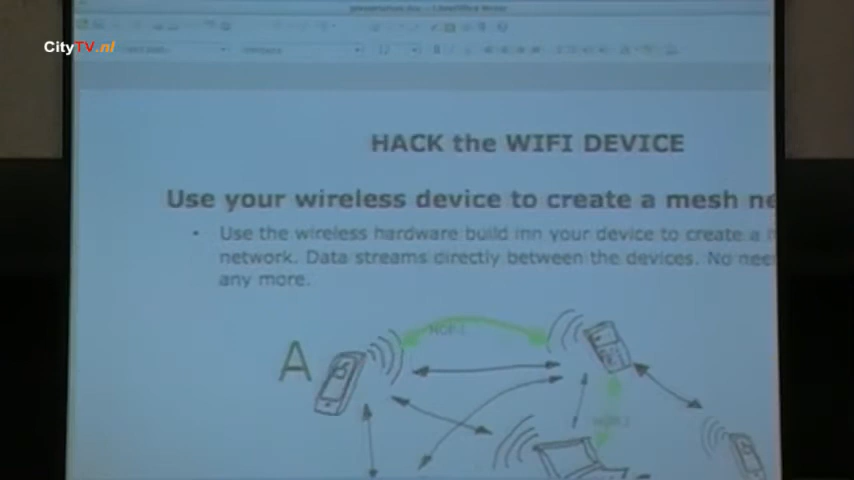 CityTV.nl
HACK the WIFI DEVICE
Use your wireless device to create a mesh ne
• Use the wireless hardware build inn your device to create a
network. Data streams directly between the devices. No nee
any more.
A